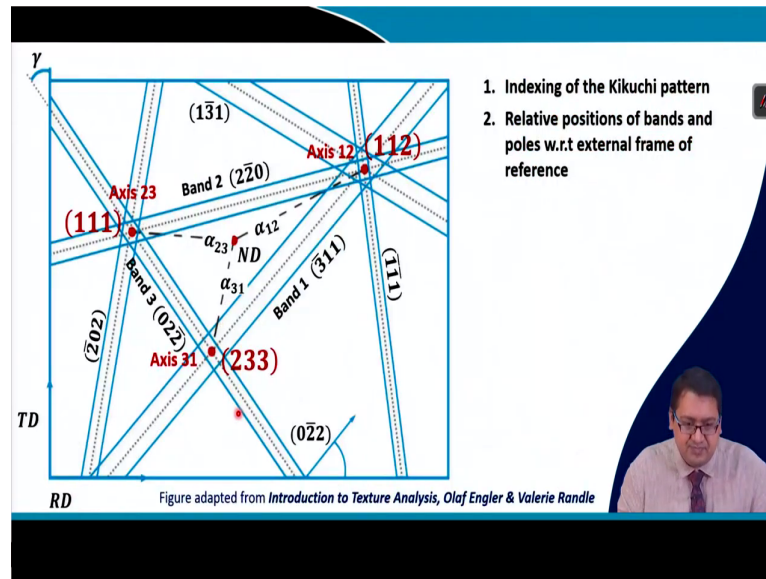 γ
(13̅1)
Axis 12 (112)
Axis 23
Band 2 (22̅0)
(111)
α₂₃
α₁₂
ND
α₃₁
Band 1 (3̅11)
(1̅1̅1)
Band 3 (022̅)
(2̅02)
Axis 31 (233)
(02̅2)
TD
RD
1. Indexing of the Kikuchi pattern
2. Relative positions of bands and
poles w.r.t external frame of
reference
Figure adapted from Introduction to Texture Analysis, Olaf Engler & Valerie Randle